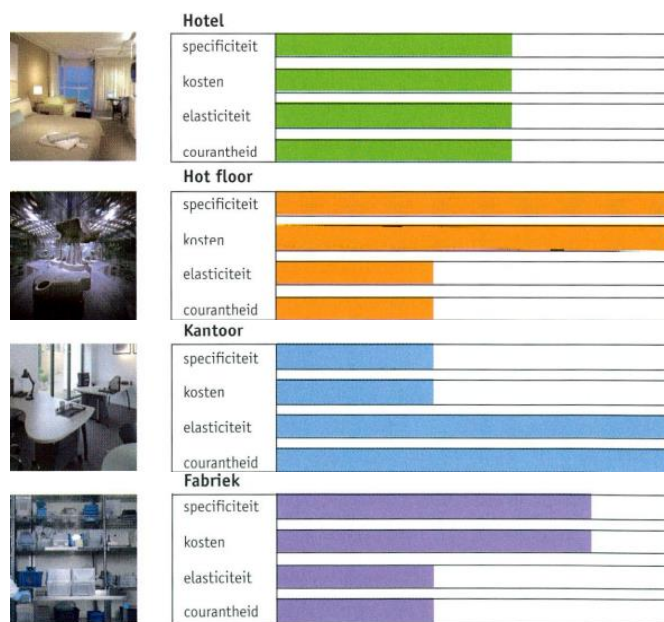 Hotel
specificiteit
kosten
elasticiteit
courantheid
Hot floor
specificiteit
kosten
elasticiteit
courantheid
Kantoor
specificiteit
kosten
elasticiteit
courantheid
Fabriek
specificiteit
kosten
elasticiteit
courantheid